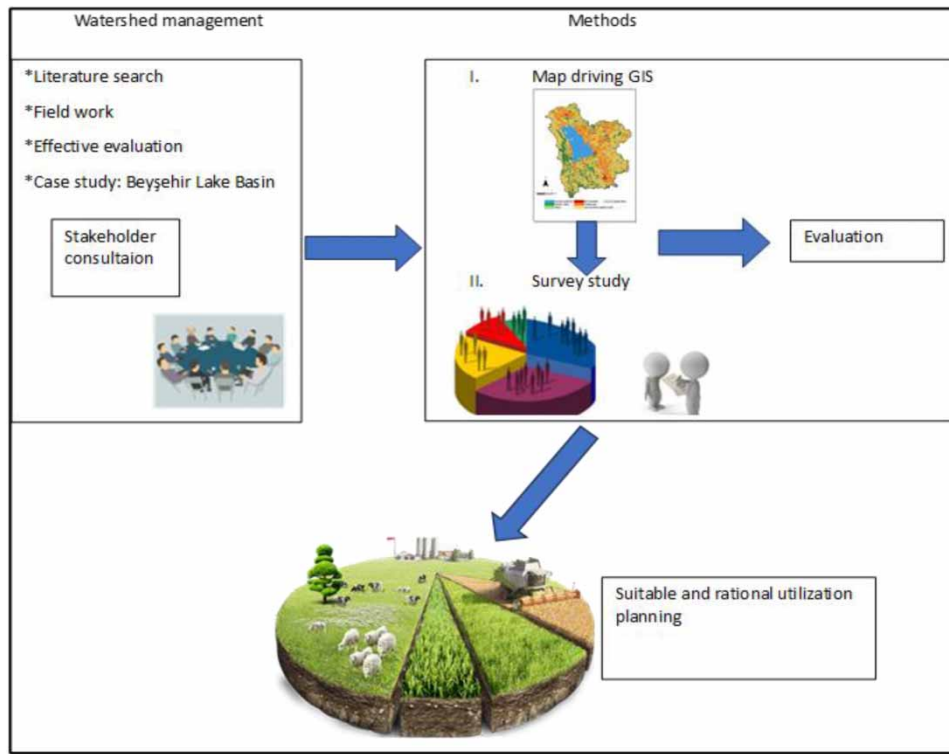 Watershed management
Methods
*Literature search
*Field work
*Effective evaluation
*Case study: Beyşehir Lake Basin
Stakeholder
consultaion
I. Map driving GIS
II. Survey study
Evaluation
Suitable and rational utilization
planning